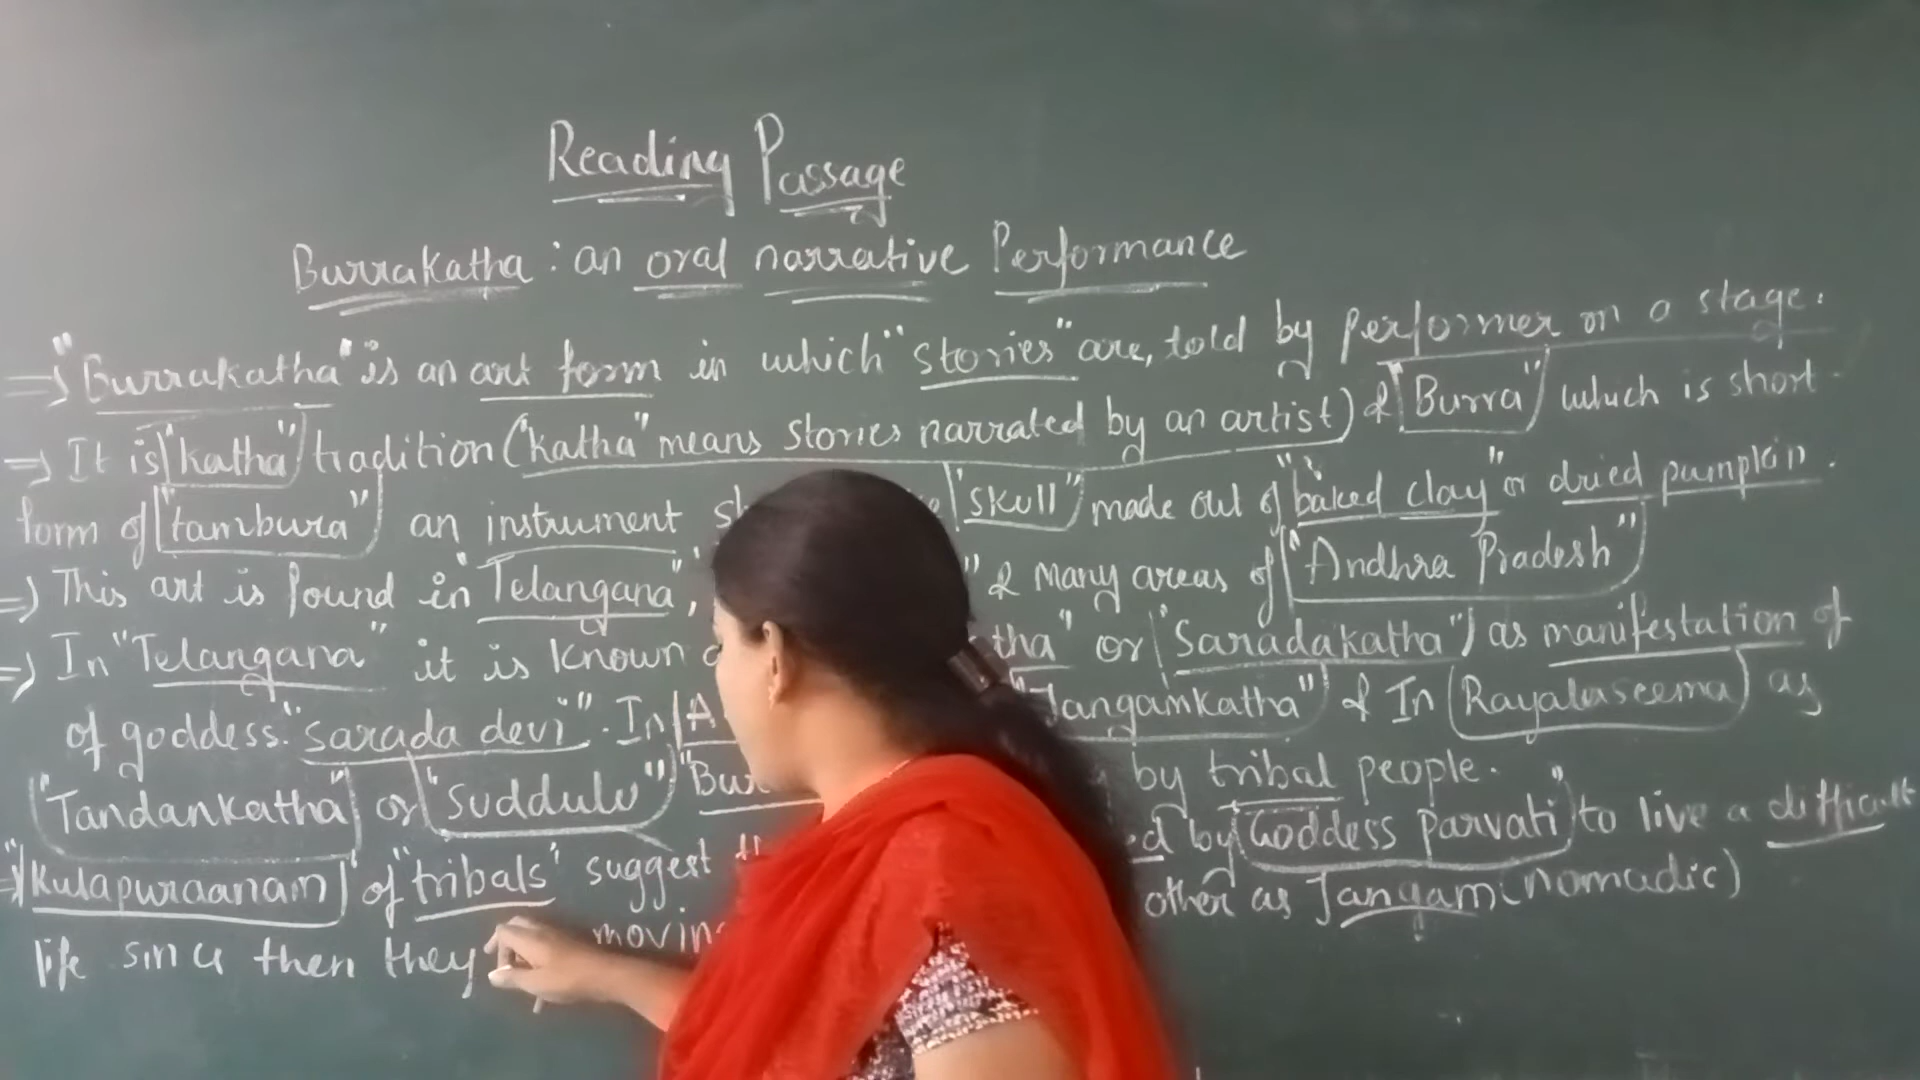 Reading Passage
Burrakatha : an oral narrative Performance
⇒ "Burrakatha" is an art form in which "stories" are, told by performer on a stage.
⇒ It is "katha" tradition ("katha" means stories narrated by an artist) & "Burra" which is short
form of "tambura" an instrument "skull" made out of "baked clay" or dried pumpkin.
⇒ This art is found in "Telangana", & many areas of "Andhra Pradesh"
⇒ In "Telangana" it is known or "Saradakatha") as manifestation of
of goddess. "sarada devi". In "Jangamkatha" & In (Rayalaseema) as
"Tandankatha" or "Suddulu" by tribal people.
⇒ "Kulapuraanam" of "tribals" suggest by Goddess parvati to live a difficult
life since then they moving other as Jangam (nomadic)